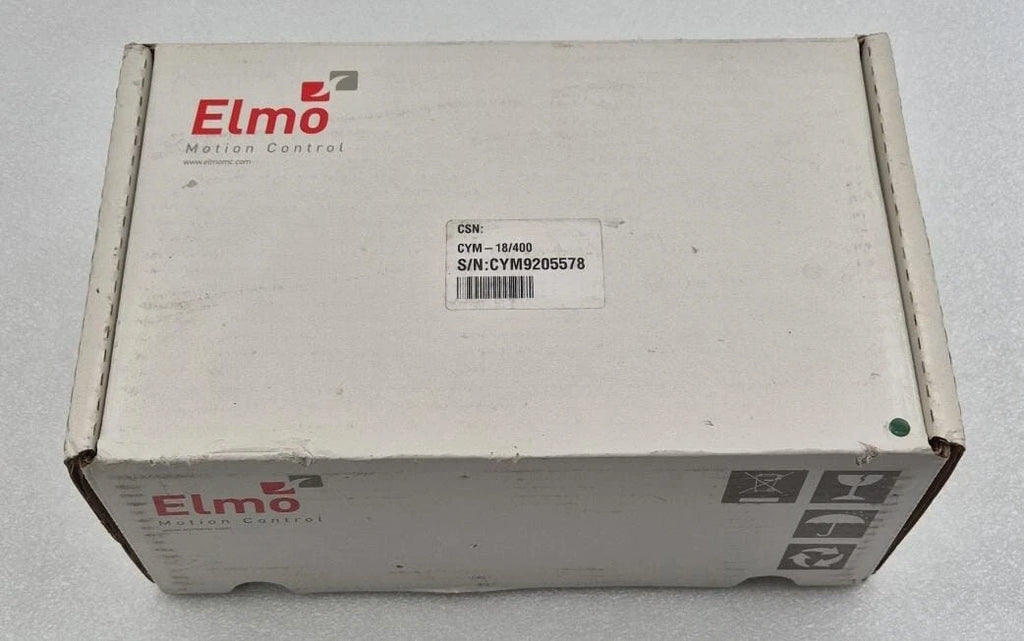 Elmo
Motion Control
www.elmomc.com
CSN:
CYM – 18/400
S/N:CYM9205578
Elmo
Motion Control